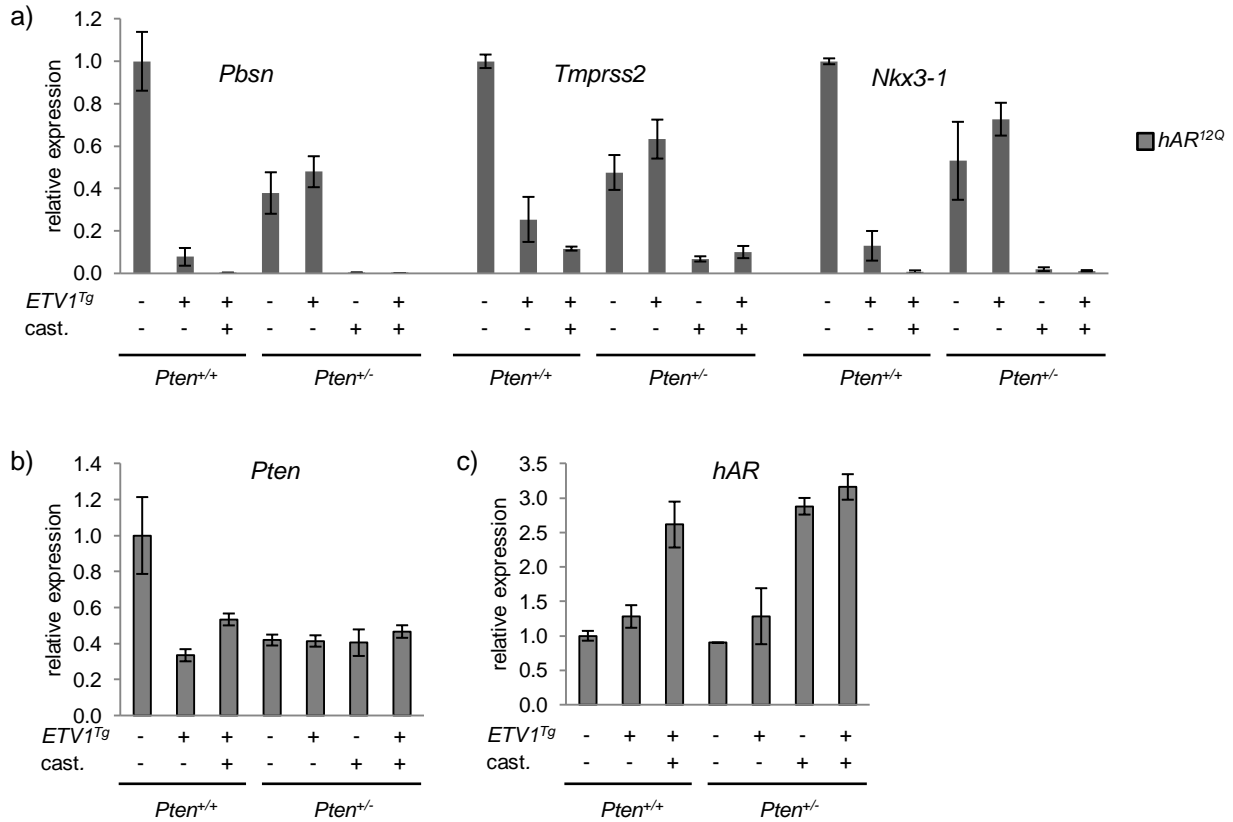 a)
1.2
1.0
0.8
0.6
0.4
0.2
0.0
relative expression
Pbsn Tmprss2 Nkx3-1
hAR12Q
ETV1Tg - + + - + - + - + + - + - + - + + - + - +
cast. - - + - - + + - - + - - + + - - + - - + +
Pten+/+ Pten+/- Pten+/+ Pten+/- Pten+/+ Pten+/-
b)
1.4
1.2
1.0
0.8
0.6
0.4
0.2
0.0
relative expression
Pten
ETV1Tg - + + - + - +
cast. - - + - - + +
Pten+/+ Pten+/-
c)
3.5
3.0
2.5
2.0
1.5
1.0
0.5
0.0
relative expression
hAR
ETV1Tg - + + - + - +
cast. - - + - - + +
Pten+/+ Pten+/-